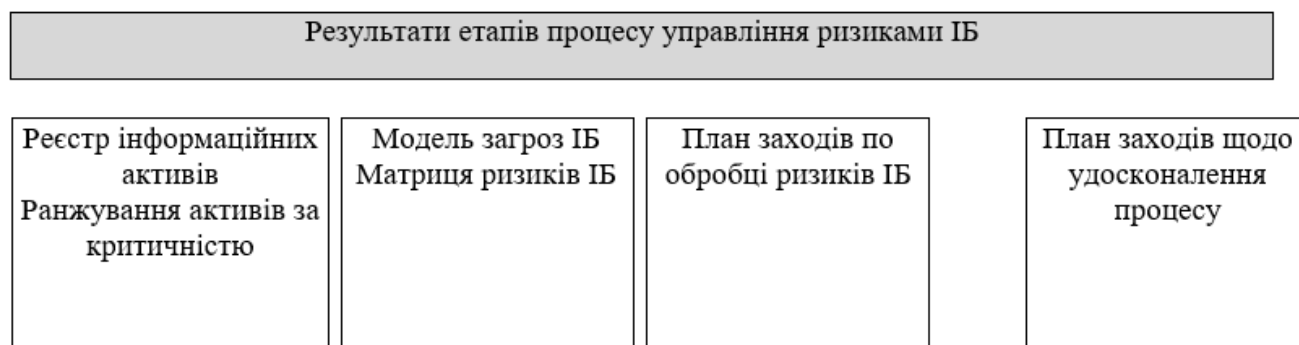 Результати етапів процесу управління ризиками ІБ
Реєстр інформаційних
активів
Ранжування активів за
критичністю
Модель загроз ІБ
Матриця ризиків ІБ
План заходів по
обробці ризиків ІБ
План заходів щодо
удосконалення
процесу